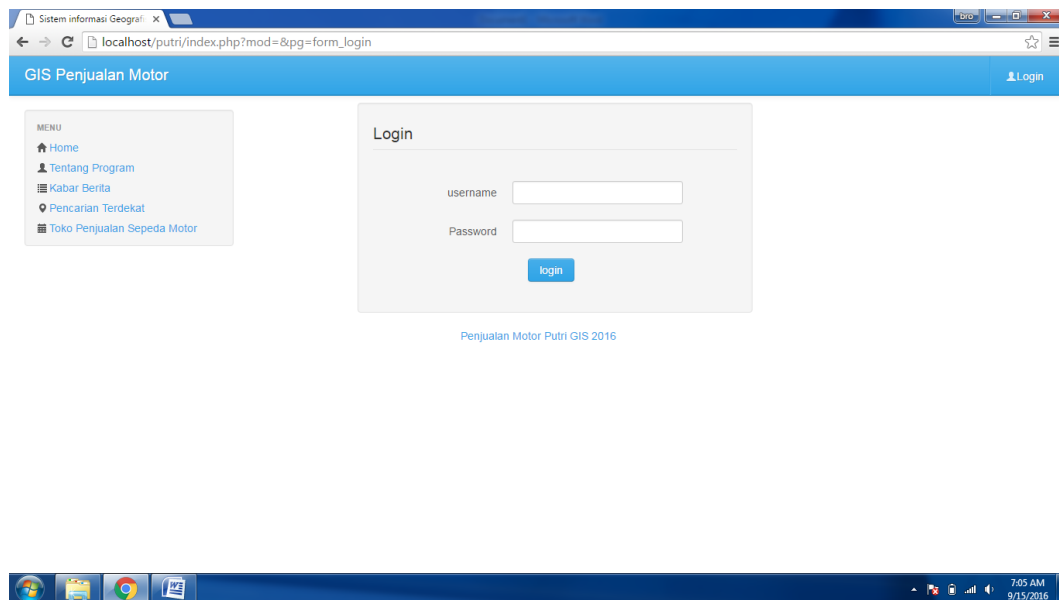 Sistem informasi Geografi
bro
localhost/putri/index.php?mod=&pg=form_login
GIS Penjualan Motor
Login
MENU
Home
Tentang Program
Kabar Berita
Pencarian Terdekat
Toko Penjualan Sepeda Motor
Login
username
Password
login
Penjualan Motor Putri GIS 2016
7:05 AM
9/15/2016